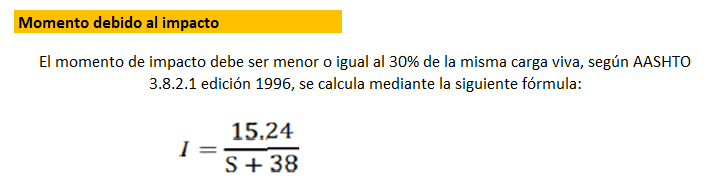 Momento debido al impacto
El momento de impacto debe ser menor o igual al 30% de la misma carga viva, según AASHTO
3.8.2.1 edición 1996, se calcula mediante la siguiente fórmula:
I = 15.24 / S + 38